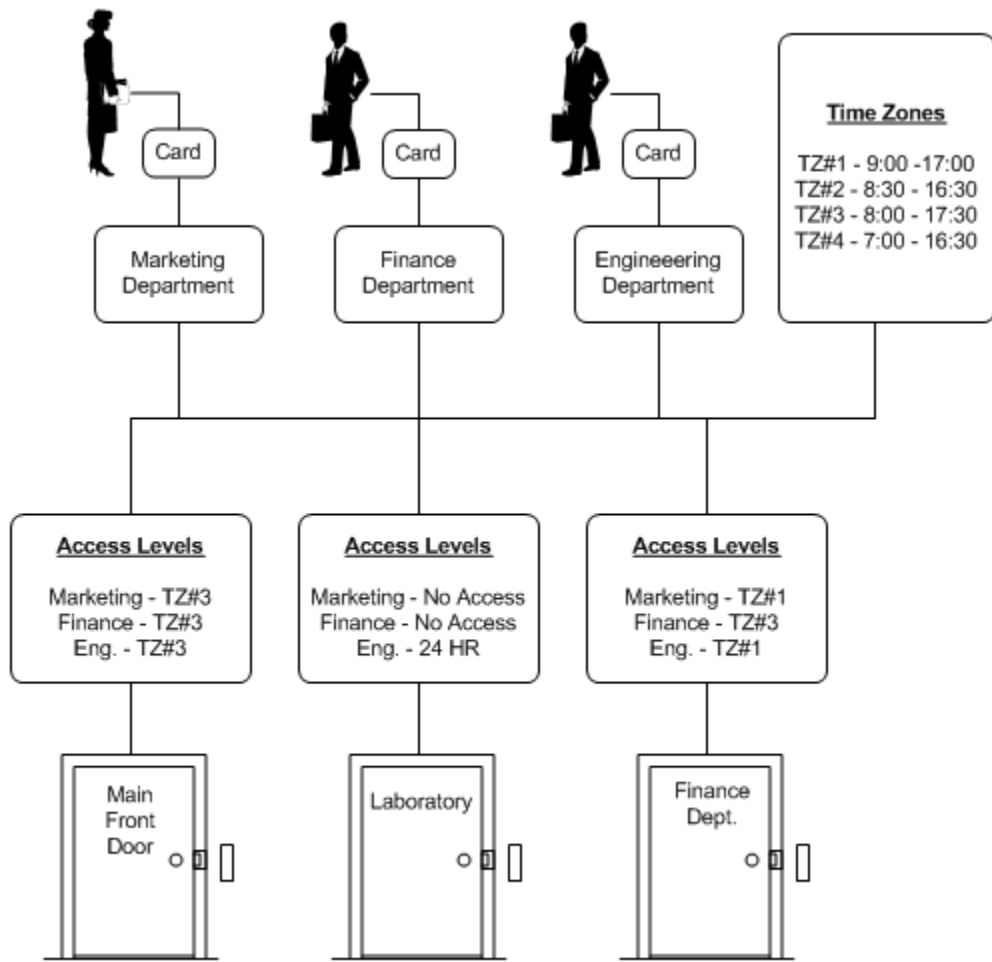 Card
Card
Card
Time Zones
TZ#1 - 9:00 -17:00
TZ#2 - 8:30 - 16:30
TZ#3 - 8:00 - 17:30
TZ#4 - 7:00 - 16:30
Marketing
Department
Finance
Department
Engineeering
Department
Access Levels
Marketing - TZ#3
Finance - TZ#3
Eng. - TZ#3
Access Levels
Marketing - No Access
Finance - No Access
Eng. - 24 HR
Access Levels
Marketing - TZ#1
Finance - TZ#3
Eng. - TZ#1
Main
Front
Door
Laboratory
Finance
Dept.